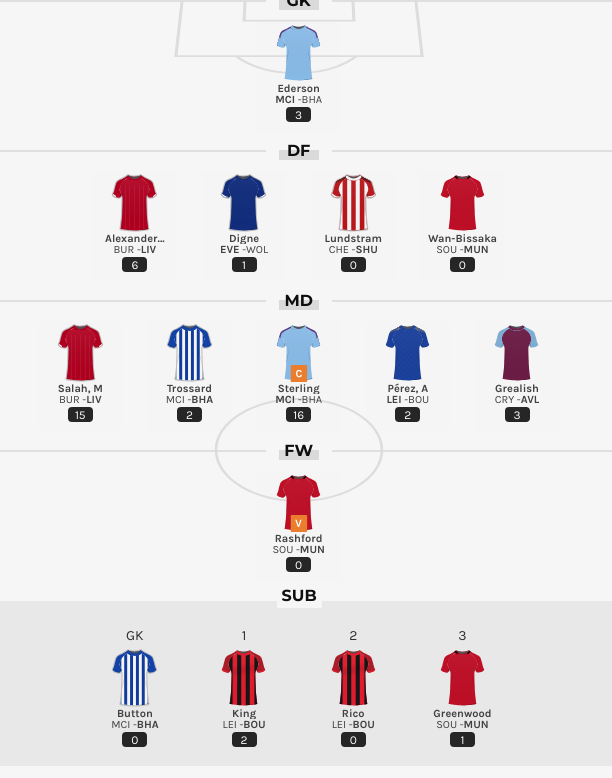 GK
Ederson
MCI -BHA
3
DF
Alexander... Digne Lundstram Wan-Bissaka
BUR -LIV EVE -WOL CHE -SHU SOU -MUN
6 1 0 0
MD
C
Salah, M Trossard Sterling Pérez, A Grealish
BUR -LIV MCI -BHA MCI -BHA LEI -BOU CRY -AVL
15 2 16 2 3
FW
V
Rashford
SOU -MUN
0
SUB
GK 1 2 3
Button King Rico Greenwood
MCI -BHA LEI -BOU LEI -BOU SOU -MUN
0 2 0 1